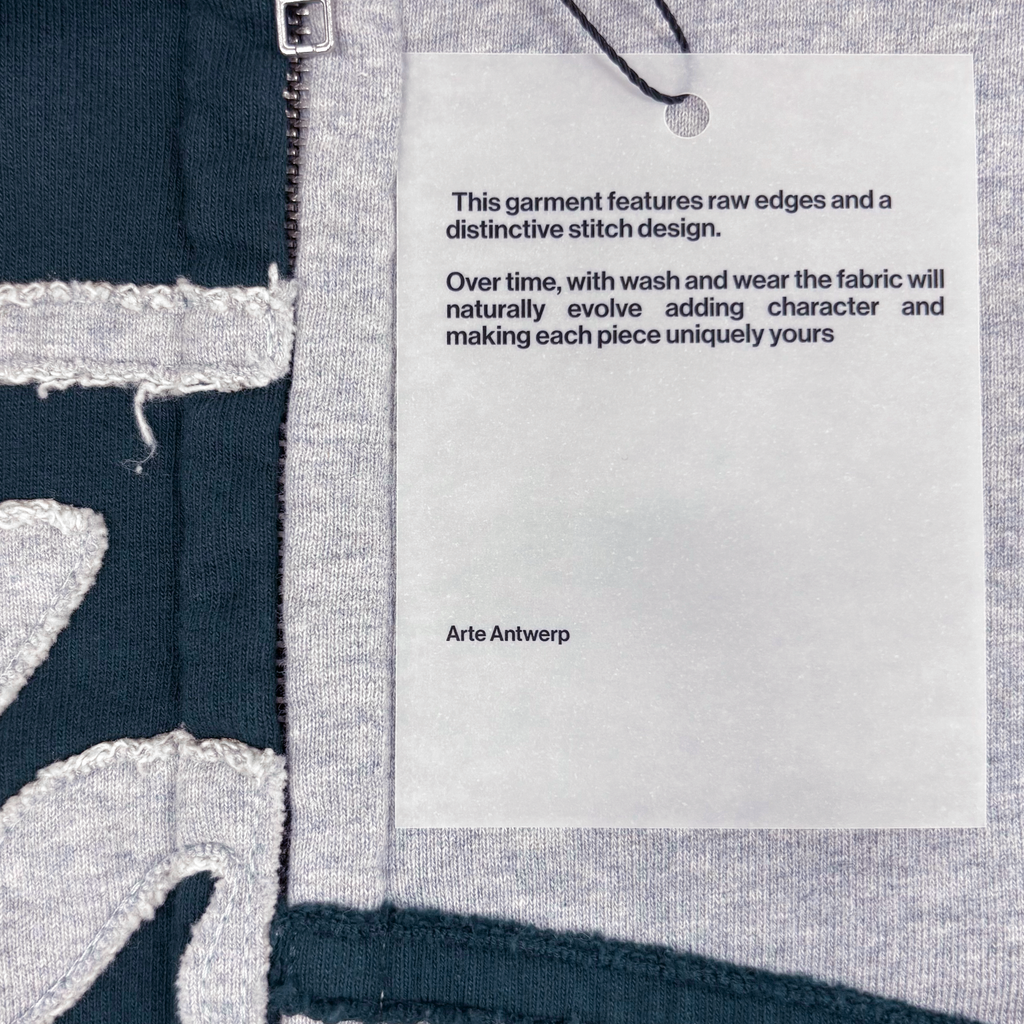 This garment features raw edges and a
distinctive stitch design.
Over time, with wash and wear the fabric will
naturally evolve adding character and
making each piece uniquely yours
Arte Antwerp